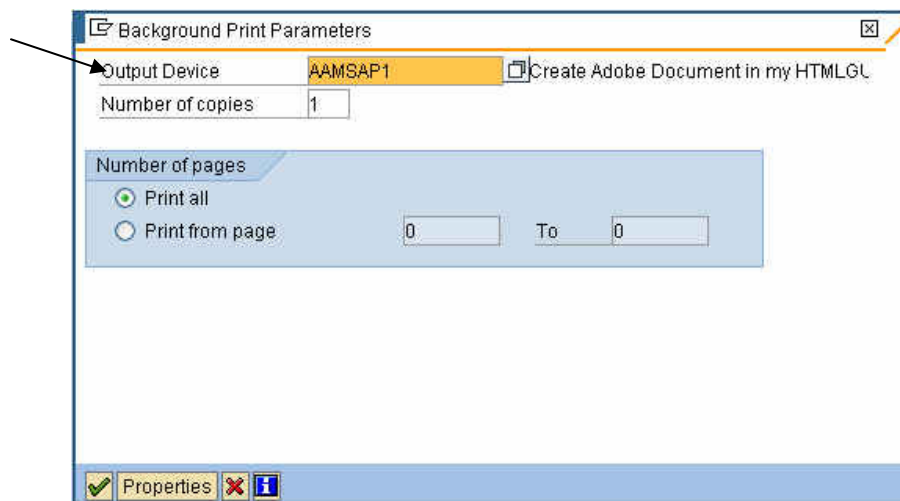 Background Print Parameters
Output Device AAMSAP1 Create Adobe Document in my HTMLGU
Number of copies 1
Number of pages
Print all
Print from page 0 To 0
Properties